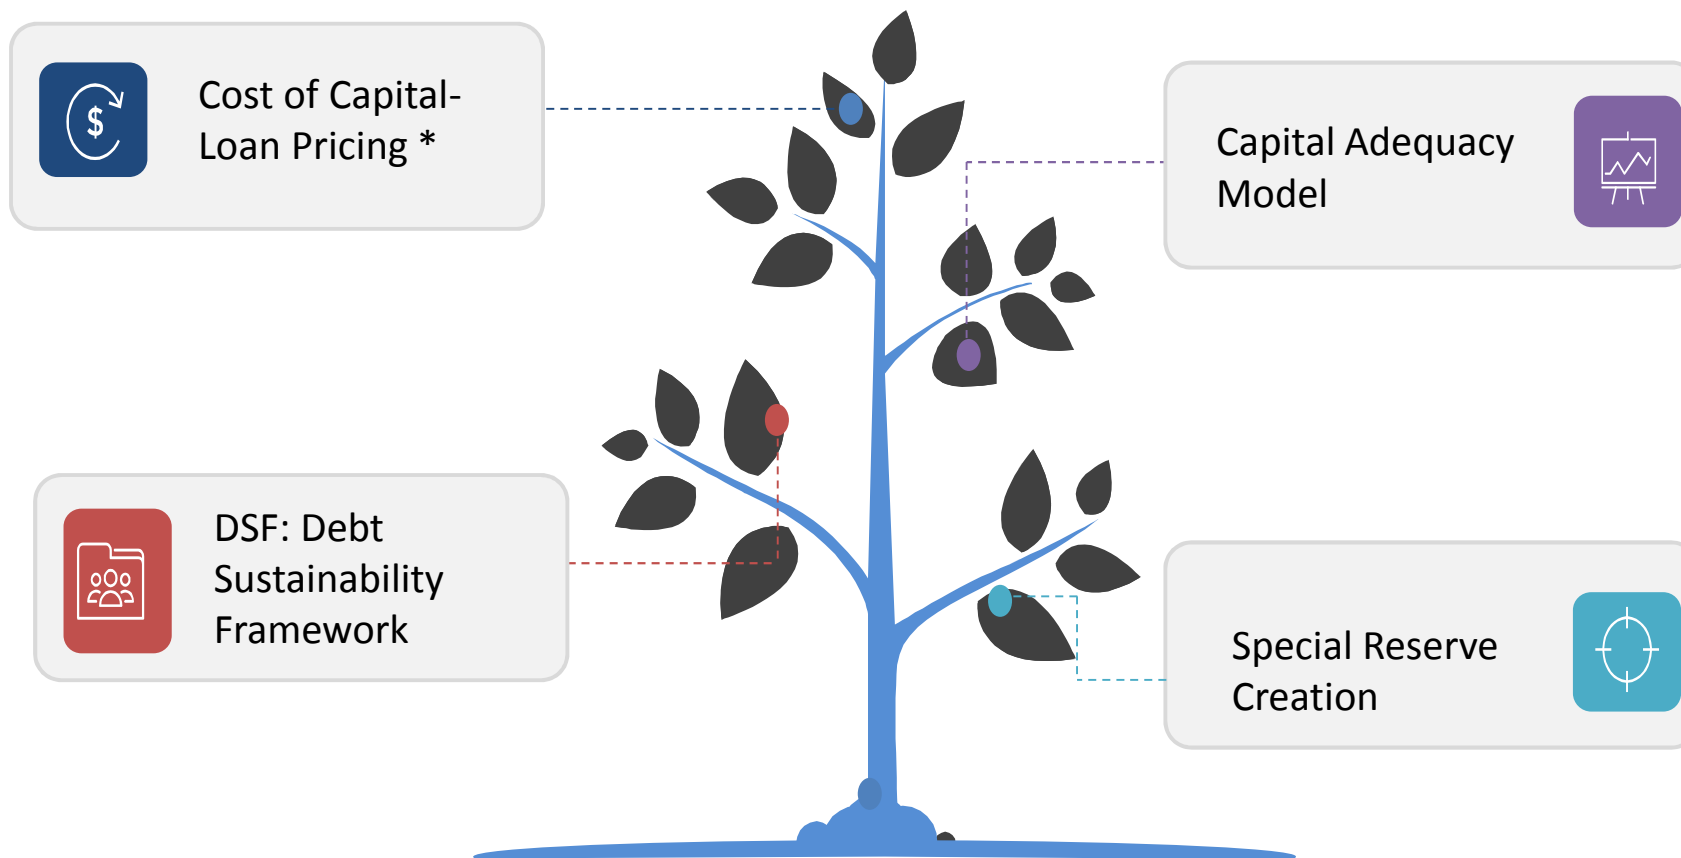 Cost of Capital-
Loan Pricing *
$
Capital Adequacy
Model
DSF: Debt
Sustainability
Framework
Special Reserve
Creation